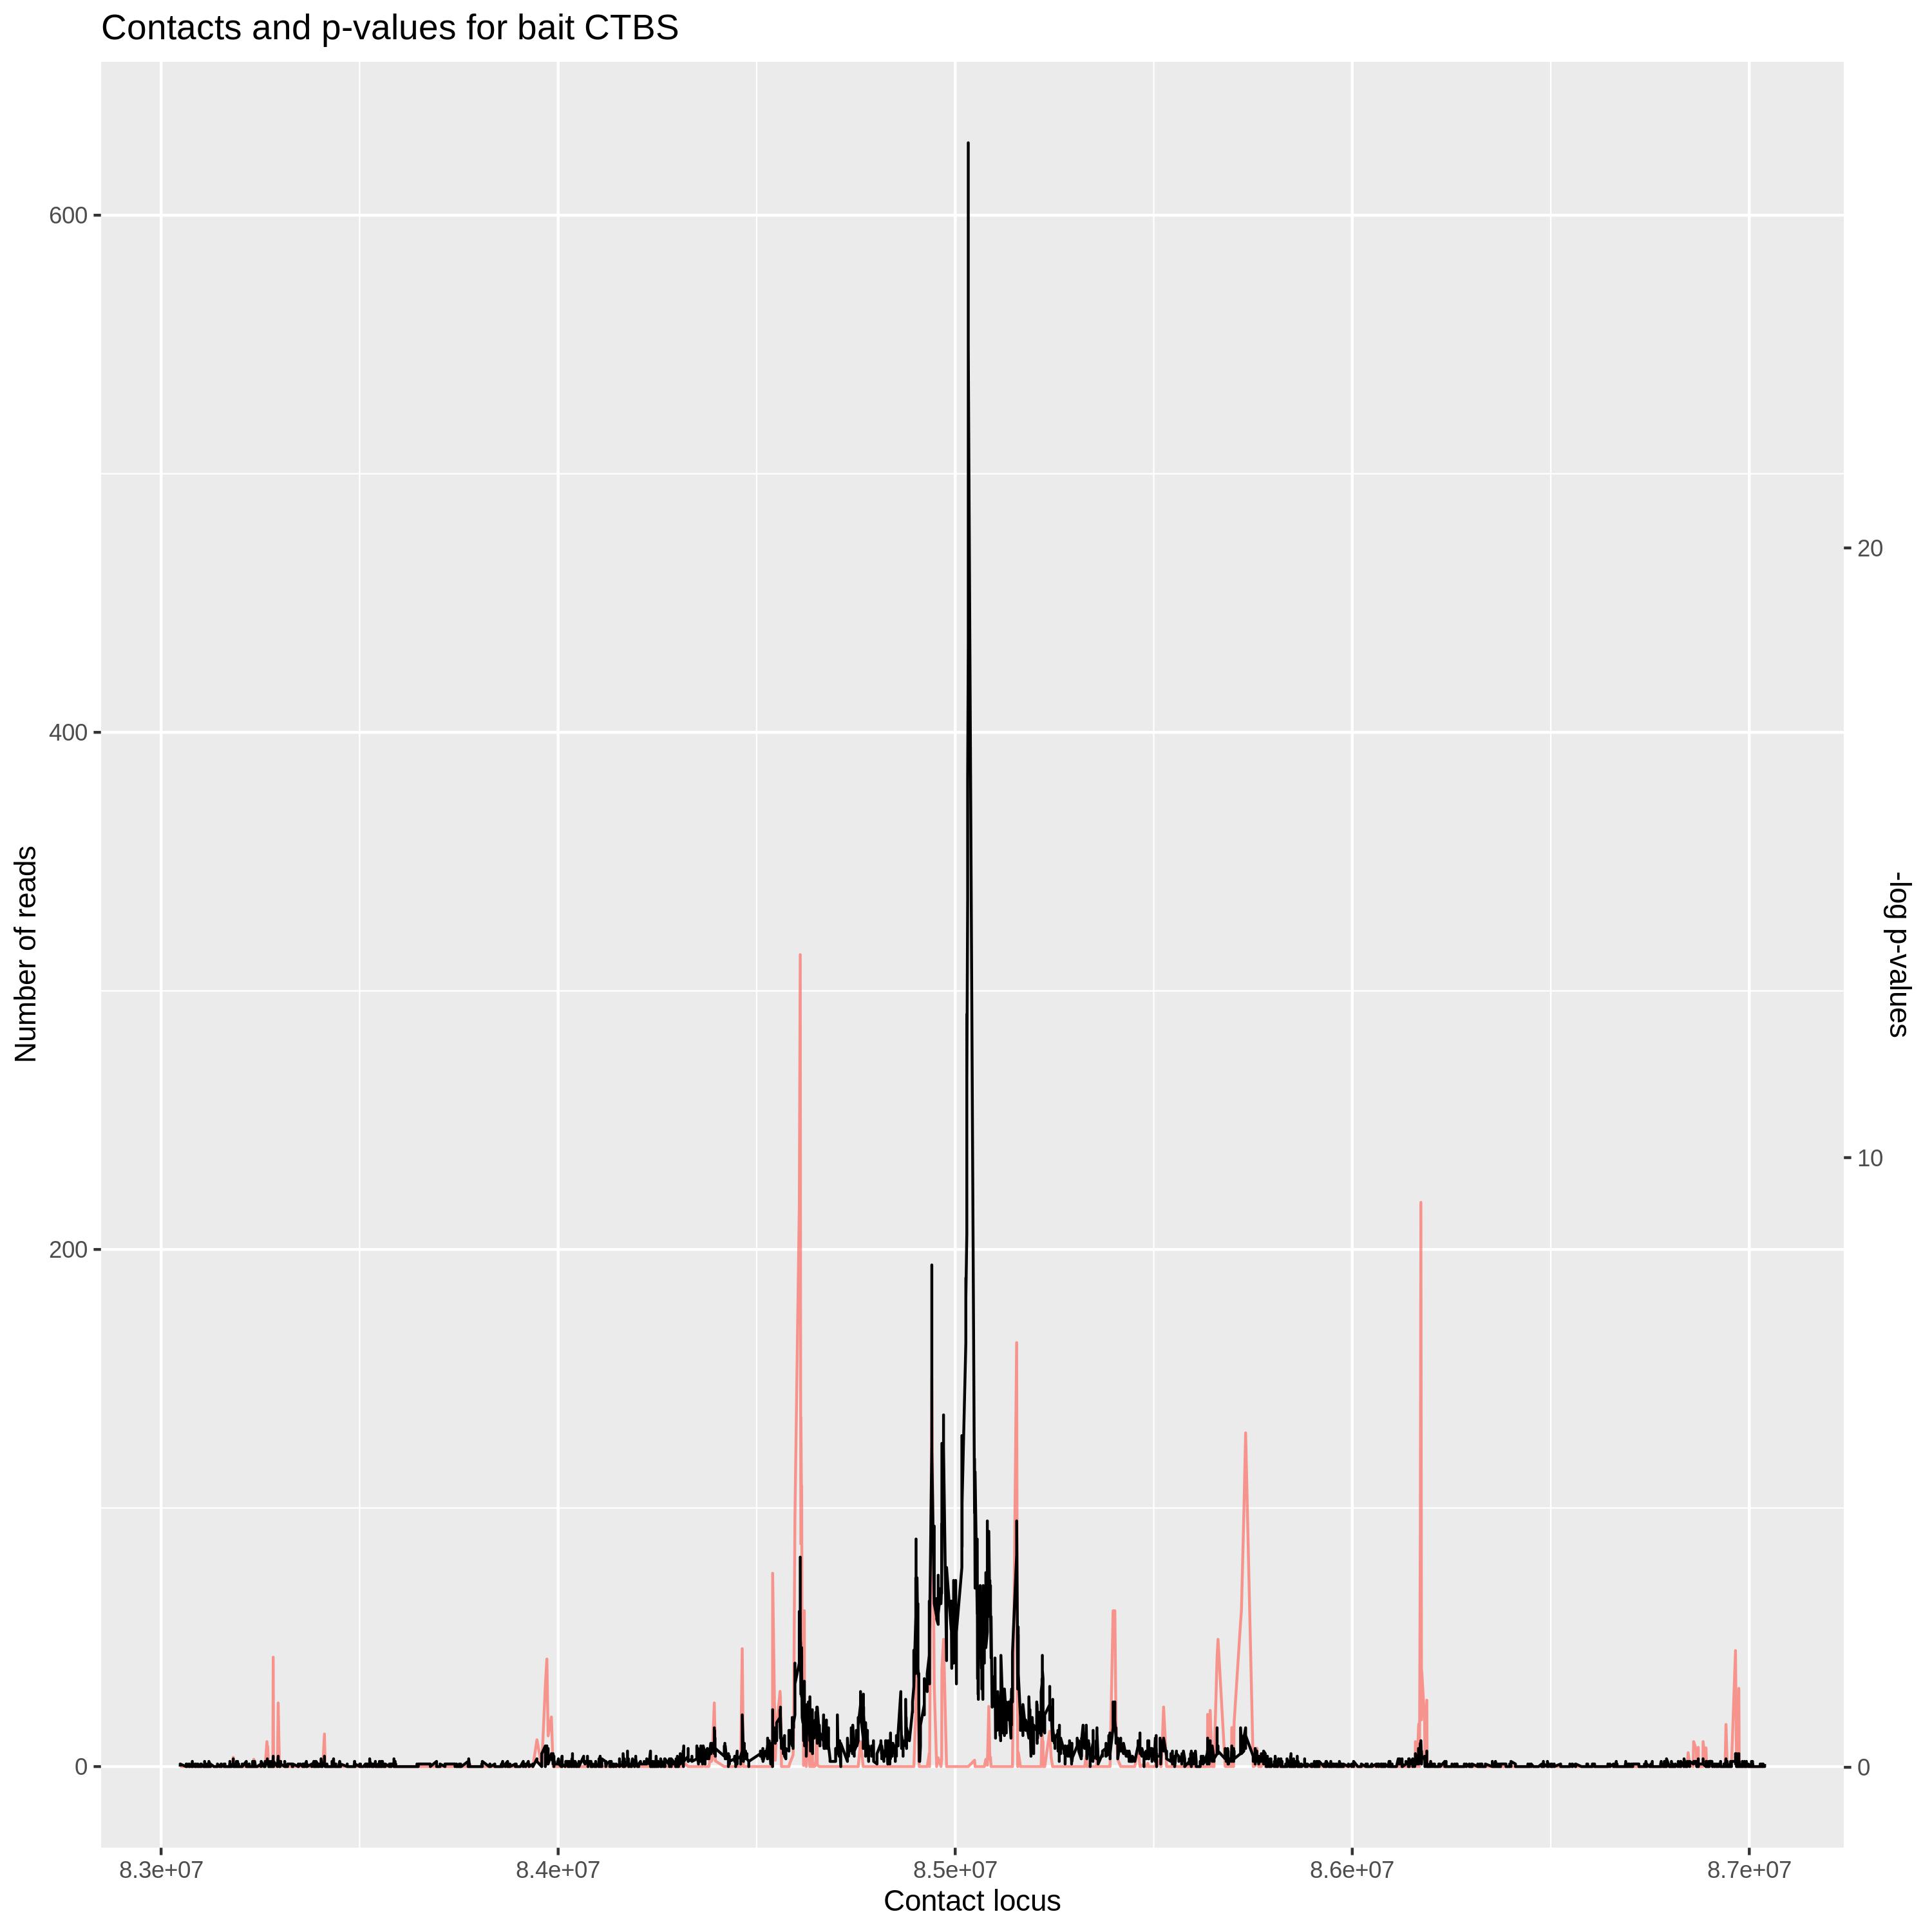 Contacts and p-values for bait CTBS
600
400
200
0
Number of reads
20
10
0
-log p-values
8.3e+07
8.4e+07
8.5e+07
8.6e+07
8.7e+07
Contact locus